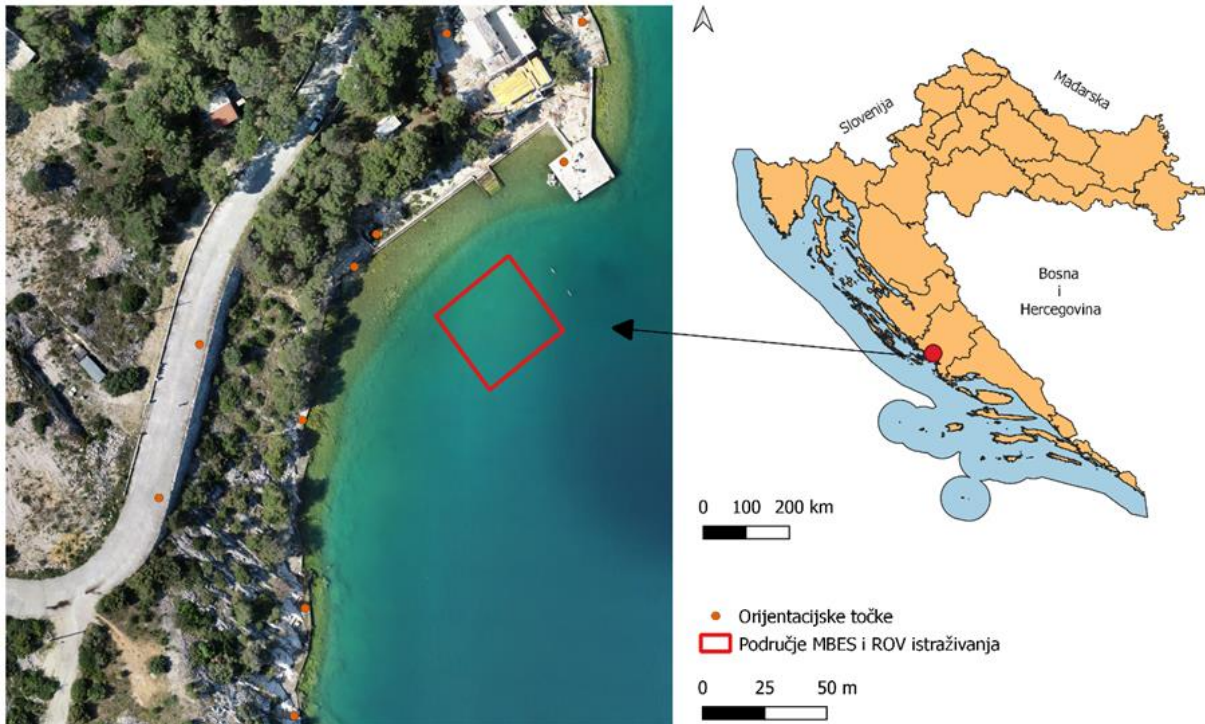 Slovenija
Mađarska
Bosna
i
Hercegovina
0 100 200 km
Orijentacijske točke
Područje MBES i ROV istraživanja
0 25 50 m